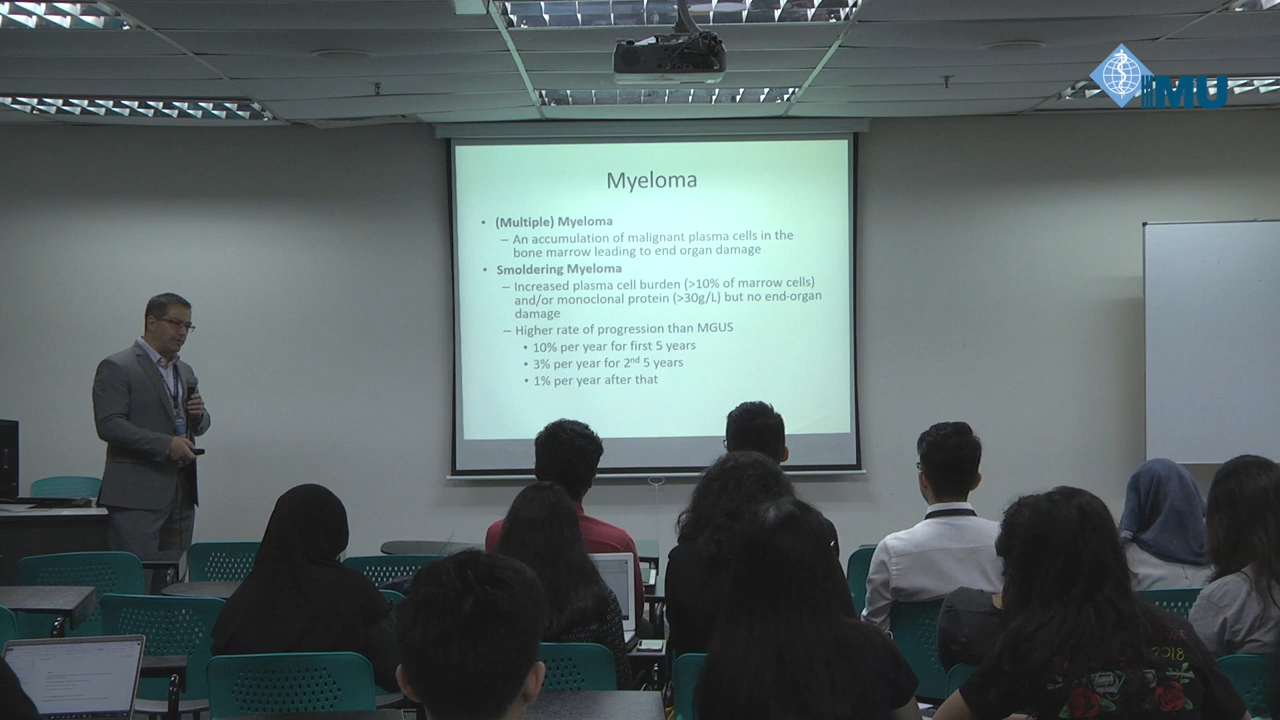 IMU
Myeloma
• (Multiple) Myeloma
– An accumulation of malignant plasma cells in the
bone marrow leading to end organ damage
• Smoldering Myeloma
– Increased plasma cell burden (>10% of marrow cells)
and/or monoclonal protein (>30g/L) but no end-organ
damage
– Higher rate of progression than MGUS
• 10% per year for first 5 years
• 3% per year for 2nd 5 years
• 1% per year after that
2018